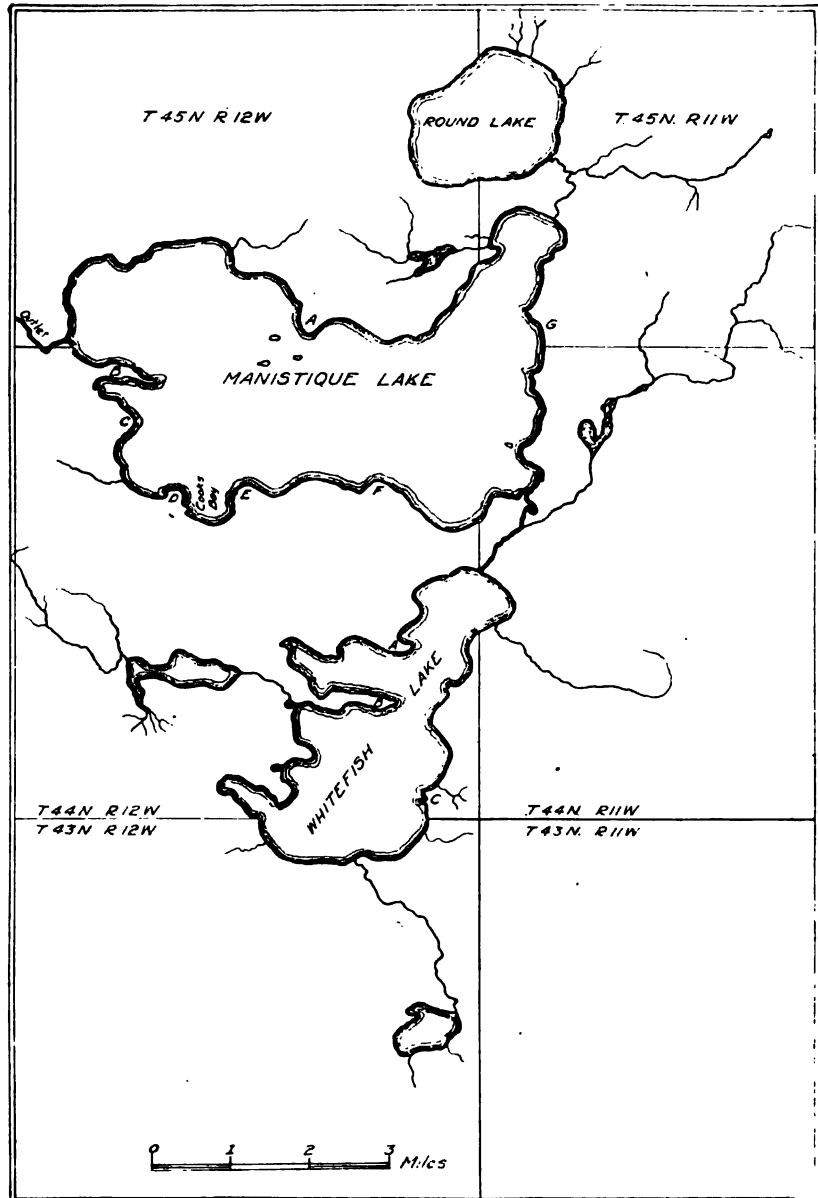 T 45N R 12W
ROUND LAKE
T. 45N. R 11W
Outlet
A
G
MANISTIQUE LAKE
B
C
D
Cooks
Bay
E
F
A
LAKE
B
WHITEFISH
C
T 44N R 12W
T 43N R 12W
T 44N R 11W
T 43N. R 11W
0 1 2 3
Miles